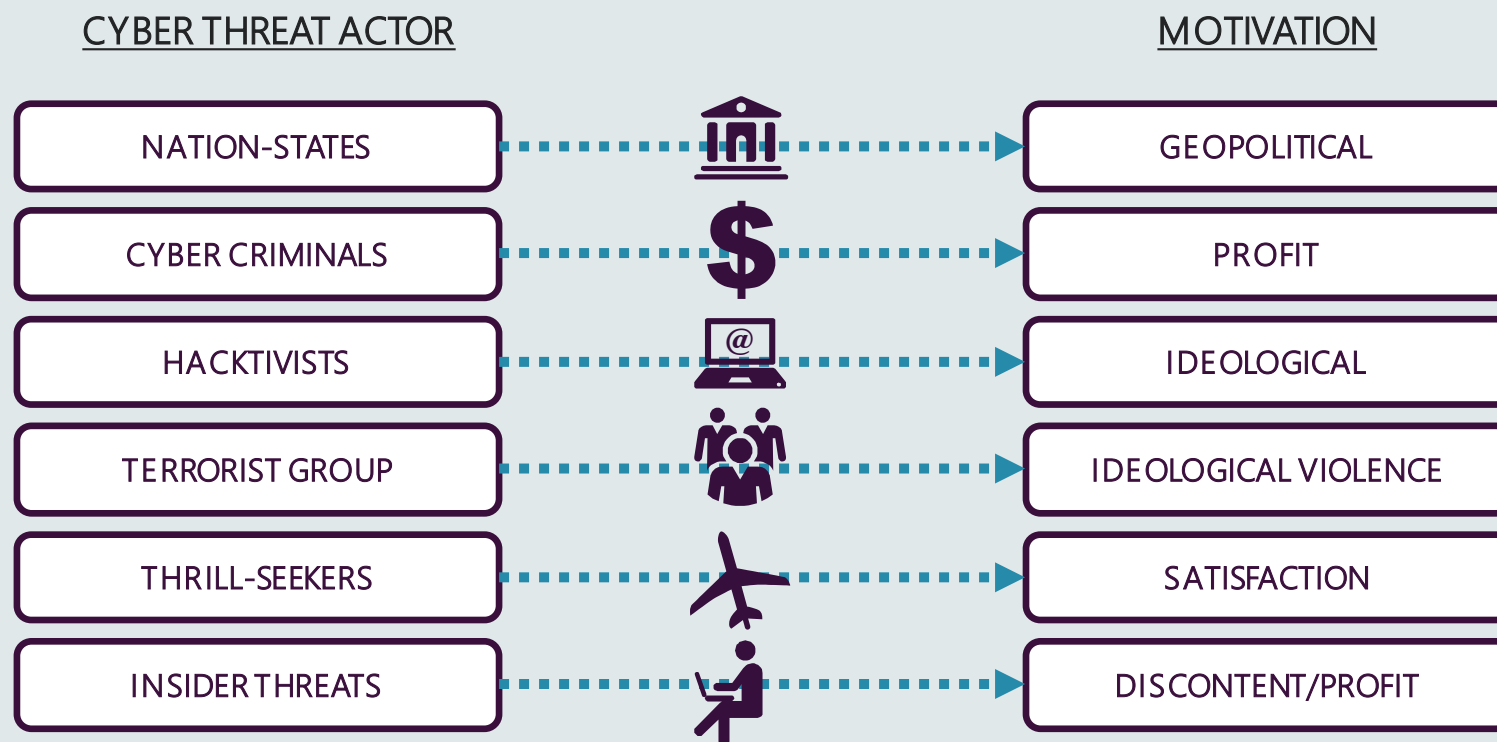 CYBER THREAT ACTOR
MOTIVATION
NATION-STATES
GEOPOLITICAL
CYBER CRIMINALS
$
PROFIT
HACKTIVISTS
@
IDEOLOGICAL
TERRORIST GROUP
IDEOLOGICAL VIOLENCE
THRILL-SEEKERS
SATISFACTION
INSIDER THREATS
DISCONTENT/PROFIT